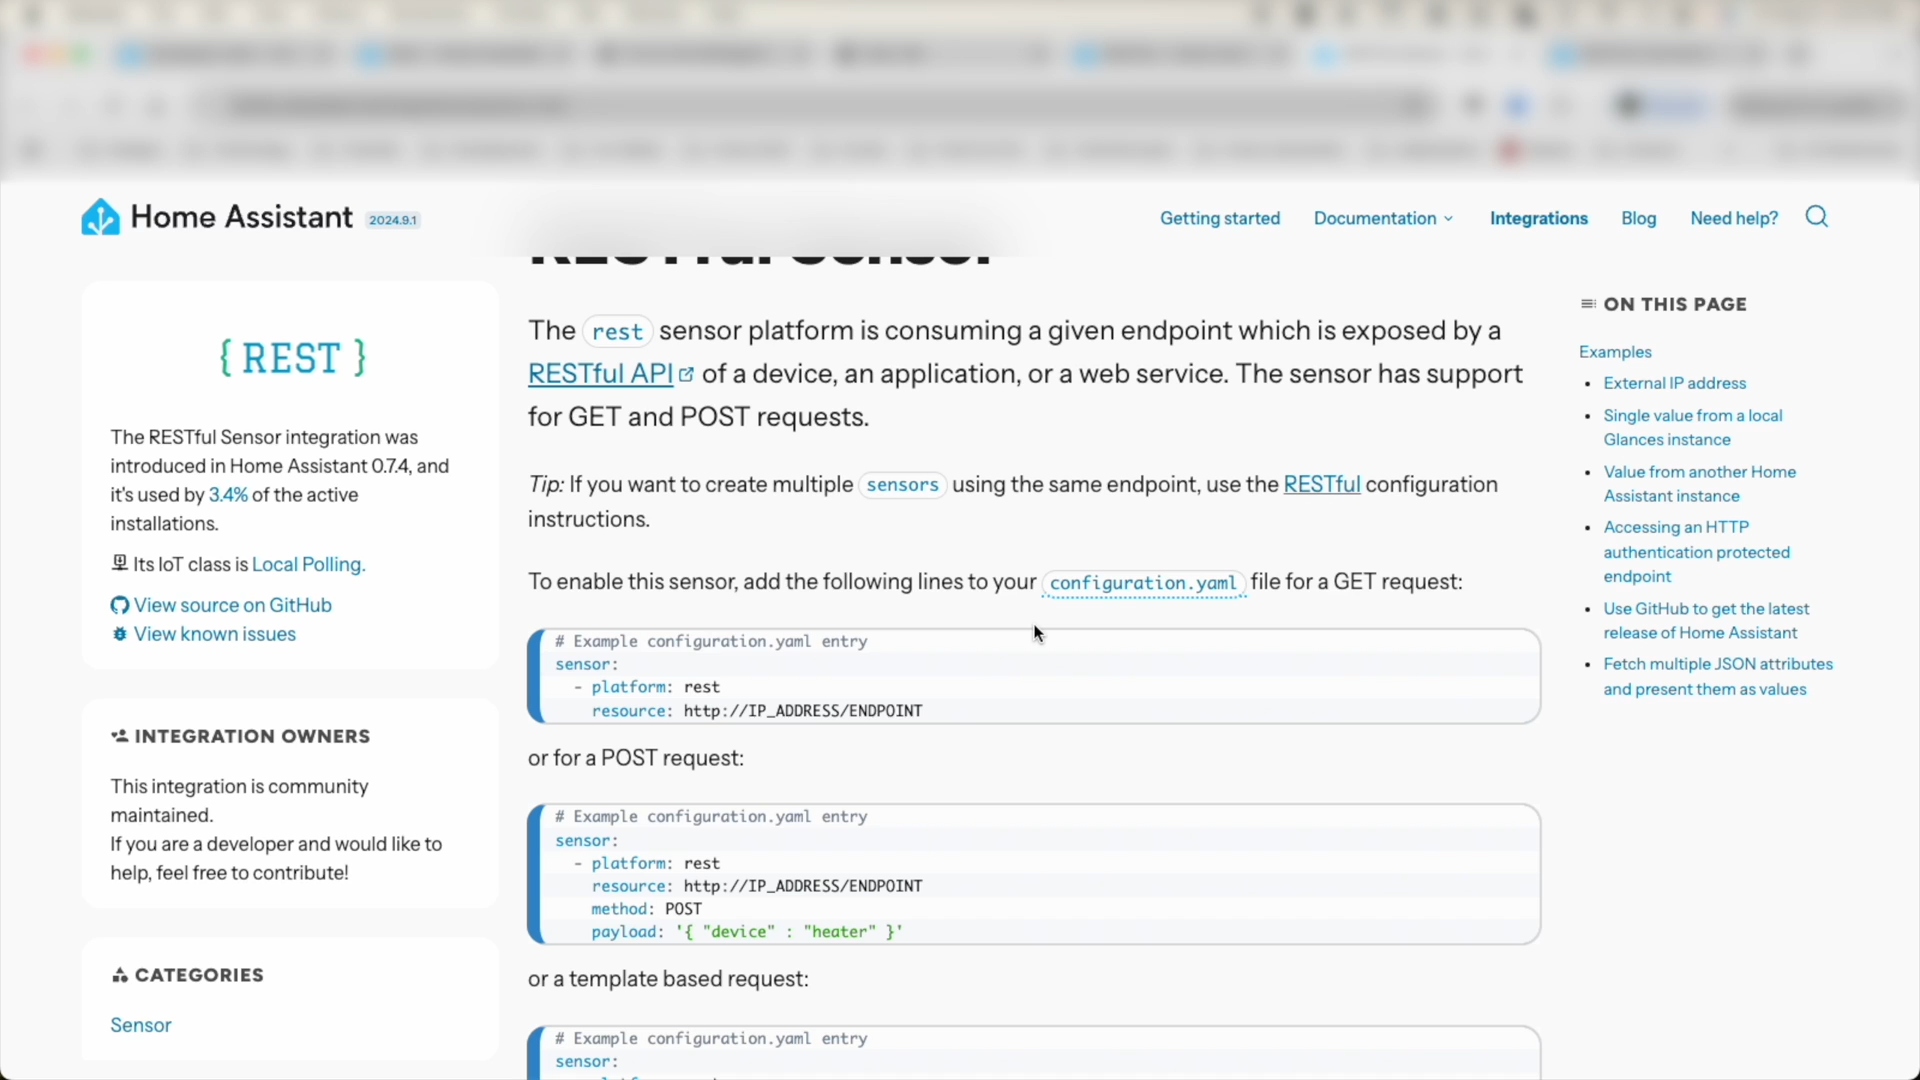 Home Assistant 2024.9.1
Getting started
Documentation
Integrations
Blog
Need help?
RESTful Sensor
{ REST }
The RESTful Sensor integration was
introduced in Home Assistant 0.7.4, and
it's used by 3.4% of the active
installations.
Its IoT class is Local Polling.
View source on GitHub
View known issues
INTEGRATION OWNERS
This integration is community
maintained.
If you are a developer and would like to
help, feel free to contribute!
CATEGORIES
Sensor
The rest sensor platform is consuming a given endpoint which is exposed by a
RESTful API of a device, an application, or a web service. The sensor has support
for GET and POST requests.
Tip: If you want to create multiple sensors using the same endpoint, use the RESTful configuration
instructions.
To enable this sensor, add the following lines to your configuration.yaml file for a GET request:
# Example configuration.yaml entry
sensor:
  - platform: rest
    resource: http://IP_ADDRESS/ENDPOINT
or for a POST request:
# Example configuration.yaml entry
sensor:
  - platform: rest
    resource: http://IP_ADDRESS/ENDPOINT
    method: POST
    payload: '{ "device" : "heater" }'
or a template based request:
# Example configuration.yaml entry
sensor:
ON THIS PAGE
Examples
• External IP address
• Single value from a local
Glances instance
• Value from another Home
Assistant instance
• Accessing an HTTP
authentication protected
endpoint
• Use GitHub to get the latest
release of Home Assistant
• Fetch multiple JSON attributes
and present them as values